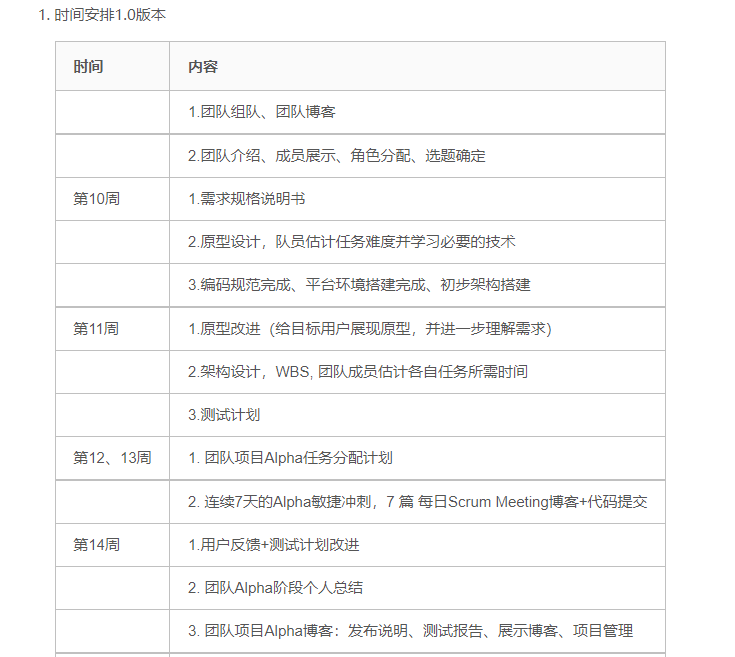 1. 时间安排1.0版本
时间 内容
1.团队组队、团队博客
2.团队介绍、成员展示、角色分配、选题确定
第10周 1.需求规格说明书
2.原型设计，队员估计任务难度并学习必要的技术
3.编码规范完成、平台环境搭建完成、初步架构搭建
第11周 1.原型改进（给目标用户展现原型，并进一步理解需求）
2.架构设计，WBS, 团队成员估计各自任务所需时间
3.测试计划
第12、13周 1. 团队项目Alpha任务分配计划
2. 连续7天的Alpha敏捷冲刺，7 篇 每日Scrum Meeting博客+代码提交
第14周 1.用户反馈+测试计划改进
2. 团队Alpha阶段个人总结
3. 团队项目Alpha博客：发布说明、测试报告、展示博客、项目管理